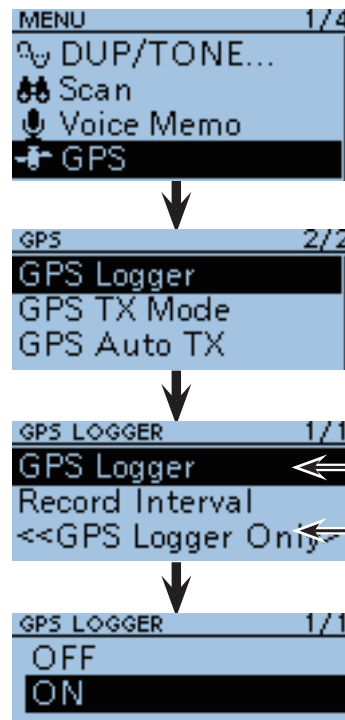 MENU 1/4
DUP/TONE...
Scan
Voice Memo
GPS
GPS 2/2
GPS Logger
GPS TX Mode
GPS Auto TX
GPS LOGGER 1/1
GPS Logger
Record Interval
<<GPS Logger Only>
GPS LOGGER 1/1
OFF
ON